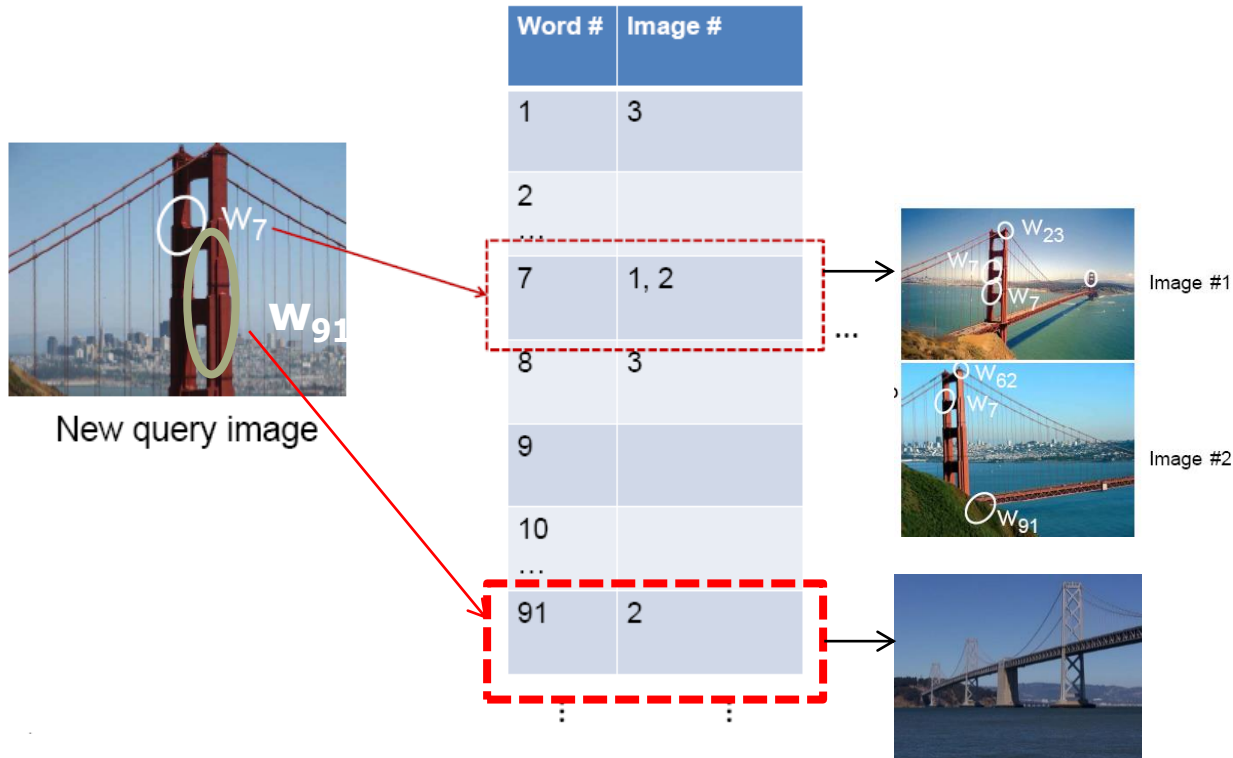 Word # Image #
1 3
2
...
7 1, 2
8 3
9
10
...
91 2
⋮ ⋮
W7
W91
New query image
...
W23
W7
W7
Image #1
W62
W7
W91
Image #2